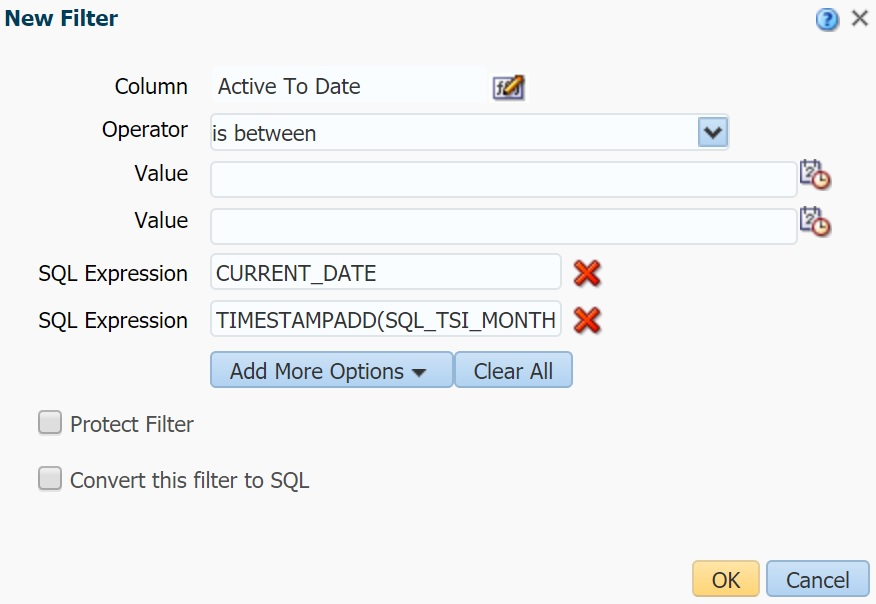 New Filter
Column Active To Date
Operator is between
Value
Value
SQL Expression CURRENT_DATE
SQL Expression TIMESTAMPADD(SQL_TSI_MONTH
Add More Options Clear All
Protect Filter
Convert this filter to SQL
OK Cancel